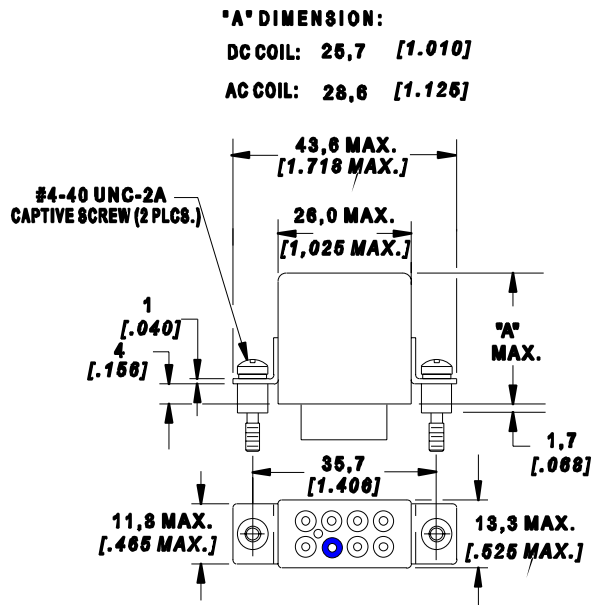 "A" DIMENSION:
DC COIL: 25,7 [1.010]
AC COIL: 28,6 [1.125]
43,6 MAX.
[1.718 MAX.]
#4-40 UNC-2A
CAPTIVE SCREW (2 PLCS.)
26,0 MAX.
[1,025 MAX.]
1
[.040]
4
[.156]
"A"
MAX.
1,7
[.068]
35,7
[1.406]
11,8 MAX.
[.465 MAX.]
13,3 MAX.
[.525 MAX.]